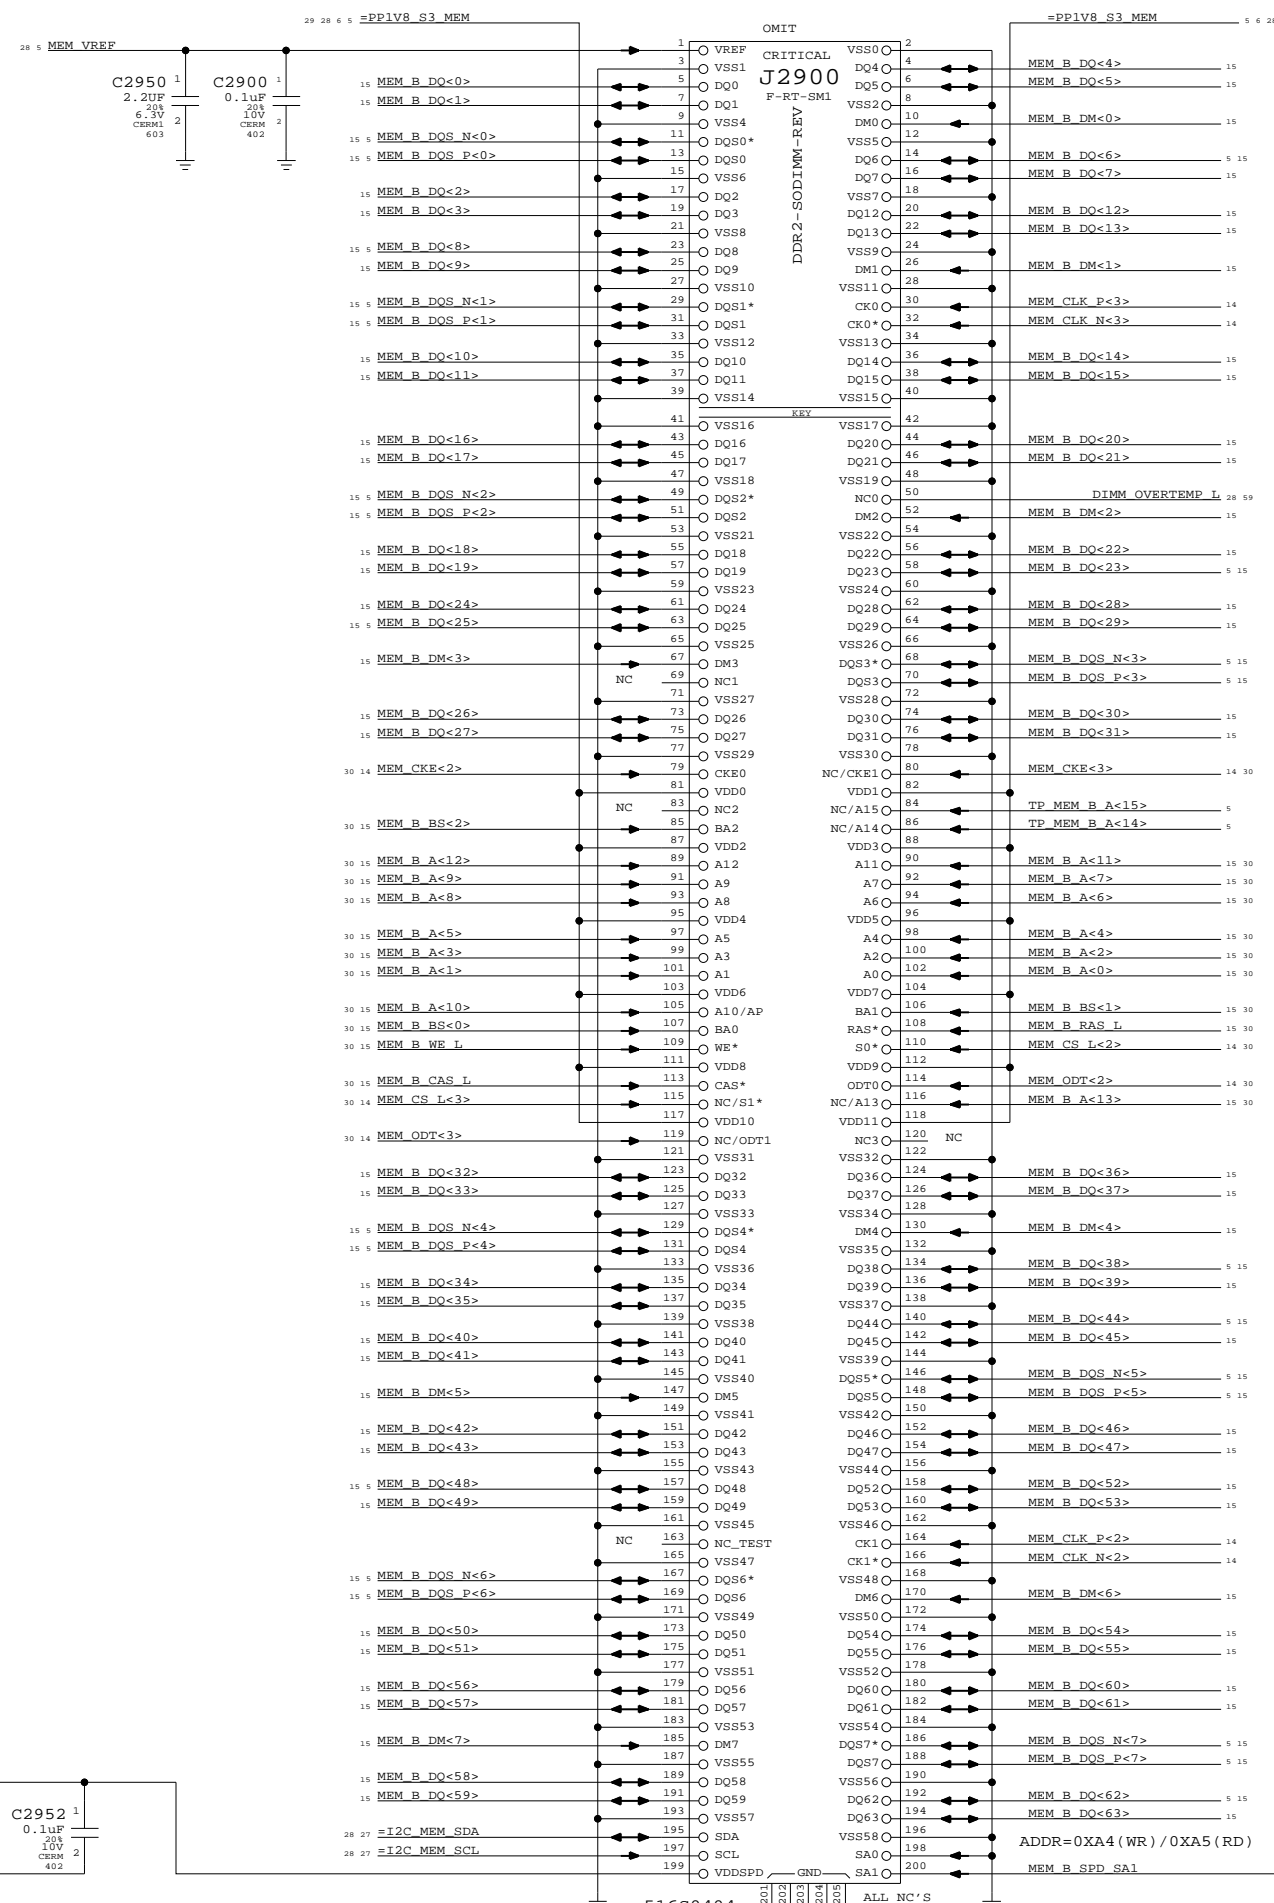 29 28 6 5 =PP1V8_S3_MEM
=PP1V8_S3_MEM 5 6 28
OMIT
CRITICAL
J2900
F-RT-SM1
DDR2-SODIMM-REV
28 5 MEM_VREF 1 VREF VSS0 2
C2950 1
2.2UF
20%
6.3V
CERM1
603
2
C2900 1
0.1uF
20%
10V
CERM
402
2
3 VSS1 DQ4 4 MEM_B_DQ<4> 15
15 MEM_B_DQ<0> 5 DQ0 DQ5 6 MEM_B_DQ<5> 15
15 MEM_B_DQ<1> 7 DQ1 VSS2 8
9 VSS4 DM0 10 MEM_B_DM<0> 15
15 5 MEM_B_DQS_N<0> 11 DQS0* VSS5 12
15 5 MEM_B_DQS_P<0> 13 DQS0 DQ6 14 MEM_B_DQ<6> 5 15
15 VSS6 DQ7 16 MEM_B_DQ<7> 15
15 MEM_B_DQ<2> 17 DQ2 VSS7 18
15 MEM_B_DQ<3> 19 DQ3 DQ12 20 MEM_B_DQ<12> 15
21 VSS8 DQ13 22 MEM_B_DQ<13> 15
15 5 MEM_B_DQ<8> 23 DQ8 VSS9 24
15 MEM_B_DQ<9> 25 DQ9 DM1 26 MEM_B_DM<1> 15
27 VSS10 VSS11 28
15 5 MEM_B_DQS_N<1> 29 DQS1* CK0 30 MEM_CLK_P<3> 14
15 5 MEM_B_DQS_P<1> 31 DQS1 CK0* 32 MEM_CLK_N<3> 14
33 VSS12 VSS13 34
15 MEM_B_DQ<10> 35 DQ10 DQ14 36 MEM_B_DQ<14> 15
15 MEM_B_DQ<11> 37 DQ11 DQ15 38 MEM_B_DQ<15> 15
39 VSS14 VSS15 40
KEY
41 VSS16 VSS17 42
15 MEM_B_DQ<16> 43 DQ16 DQ20 44 MEM_B_DQ<20> 15
15 MEM_B_DQ<17> 45 DQ17 DQ21 46 MEM_B_DQ<21> 15
47 VSS18 VSS19 48
15 5 MEM_B_DQS_N<2> 49 DQS2* NC0 50 DIMM_OVERTEMP_L 28 59
15 5 MEM_B_DQS_P<2> 51 DQS2 DM2 52 MEM_B_DM<2> 15
53 VSS21 VSS22 54
15 MEM_B_DQ<18> 55 DQ18 DQ22 56 MEM_B_DQ<22> 15
15 MEM_B_DQ<19> 57 DQ19 DQ23 58 MEM_B_DQ<23> 5 15
59 VSS23 VSS24 60
15 MEM_B_DQ<24> 61 DQ24 DQ28 62 MEM_B_DQ<28> 15
15 5 MEM_B_DQ<25> 63 DQ25 DQ29 64 MEM_B_DQ<29> 15
65 VSS25 VSS26 66
15 MEM_B_DM<3> 67 DM3 DQS3* 68 MEM_B_DQS_N<3> 5 15
NC 69 NC1 DQS3 70 MEM_B_DQS_P<3> 5 15
71 VSS27 VSS28 72
15 MEM_B_DQ<26> 73 DQ26 DQ30 74 MEM_B_DQ<30> 15
15 MEM_B_DQ<27> 75 DQ27 DQ31 76 MEM_B_DQ<31> 15
77 VSS29 VSS30 78
30 14 MEM_CKE<2> 79 CKE0 NC/CKE1 80 MEM_CKE<3> 14 30
81 VDD0 VDD1 82
NC 83 NC2 NC/A15 84 TP_MEM_B_A<15> 5
30 15 MEM_B_BS<2> 85 BA2 NC/A14 86 TP_MEM_B_A<14> 5
87 VDD2 VDD3 88
30 15 MEM_B_A<12> 89 A12 A11 90 MEM_B_A<11> 15 30
30 15 MEM_B_A<9> 91 A9 A7 92 MEM_B_A<7> 15 30
30 15 MEM_B_A<8> 93 A8 A6 94 MEM_B_A<6> 15 30
95 VDD4 VDD5 96
30 15 MEM_B_A<5> 97 A5 A4 98 MEM_B_A<4> 15 30
30 15 MEM_B_A<3> 99 A3 A2 100 MEM_B_A<2> 15 30
30 15 MEM_B_A<1> 101 A1 A0 102 MEM_B_A<0> 15 30
103 VDD6 VDD7 104
30 15 MEM_B_A<10> 105 A10/AP BA1 106 MEM_B_BS<1> 15 30
30 15 MEM_B_BS<0> 107 BA0 RAS* 108 MEM_B_RAS_L 15 30
30 15 MEM_B_WE_L 109 WE* S0* 110 MEM_CS_L<2> 14 30
111 VDD8 VDD9 112
30 15 MEM_B_CAS_L 113 CAS* ODT0 114 MEM_ODT<2> 14 30
30 14 MEM_CS_L<3> 115 NC/S1* NC/A13 116 MEM_B_A<13> 15 30
117 VDD10 VDD11 118
30 14 MEM_ODT<3> 119 NC/ODT1 NC3 120 NC
121 VSS31 VSS32 122
15 MEM_B_DQ<32> 123 DQ32 DQ36 124 MEM_B_DQ<36> 15
15 MEM_B_DQ<33> 125 DQ33 DQ37 126 MEM_B_DQ<37> 15
127 VSS33 VSS34 128
15 5 MEM_B_DQS_N<4> 129 DQS4* DM4 130 MEM_B_DM<4> 15
15 5 MEM_B_DQS_P<4> 131 DQS4 VSS35 132
133 VSS36 DQ38 134 MEM_B_DQ<38> 5 15
15 MEM_B_DQ<34> 135 DQ34 DQ39 136 MEM_B_DQ<39> 15
15 MEM_B_DQ<35> 137 DQ35 VSS37 138
139 VSS38 DQ44 140 MEM_B_DQ<44> 5 15
15 MEM_B_DQ<40> 141 DQ40 DQ45 142 MEM_B_DQ<45> 15
15 MEM_B_DQ<41> 143 DQ41 VSS39 144
145 VSS40 DQS5* 146 MEM_B_DQS_N<5> 5 15
15 MEM_B_DM<5> 147 DM5 DQS5 148 MEM_B_DQS_P<5> 5 15
149 VSS41 VSS42 150
15 MEM_B_DQ<42> 151 DQ42 DQ46 152 MEM_B_DQ<46> 15
15 MEM_B_DQ<43> 153 DQ43 DQ47 154 MEM_B_DQ<47> 15
155 VSS43 VSS44 156
15 5 MEM_B_DQ<48> 157 DQ48 DQ52 158 MEM_B_DQ<52> 15
15 MEM_B_DQ<49> 159 DQ49 DQ53 160 MEM_B_DQ<53> 15
161 VSS45 VSS46 162
NC 163 NC_TEST CK1 164 MEM_CLK_P<2> 14
165 VSS47 CK1* 166 MEM_CLK_N<2> 14
15 5 MEM_B_DQS_N<6> 167 DQS6* VSS48 168
15 5 MEM_B_DQS_P<6> 169 DQS6 DM6 170 MEM_B_DM<6> 15
171 VSS49 VSS50 172
15 MEM_B_DQ<50> 173 DQ50 DQ54 174 MEM_B_DQ<54> 15
15 MEM_B_DQ<51> 175 DQ51 DQ55 176 MEM_B_DQ<55> 15
177 VSS51 VSS52 178
15 MEM_B_DQ<56> 179 DQ56 DQ60 180 MEM_B_DQ<60> 15
15 MEM_B_DQ<57> 181 DQ57 DQ61 182 MEM_B_DQ<61> 15
183 VSS53 VSS54 184
15 MEM_B_DM<7> 185 DM7 DQS7* 186 MEM_B_DQS_N<7> 5 15
187 VSS55 DQS7 188 MEM_B_DQS_P<7> 5 15
15 MEM_B_DQ<58> 189 DQ58 VSS56 190
15 MEM_B_DQ<59> 191 DQ59 DQ62 192 MEM_B_DQ<62> 5 15
193 VSS57 DQ63 194 MEM_B_DQ<63> 15
C2952 1
0.1uF
20%
10V
CERM
402
2
28 27 =I2C_MEM_SDA 195 SDA VSS58 196 ADDR=0XA4(WR)/0XA5(RD)
28 27 =I2C_MEM_SCL 197 SCL SA0 198
199 VDDSPD GND SA1 200 MEM_B_SPD_SA1
201 202 203 204 205
ALL NC'S